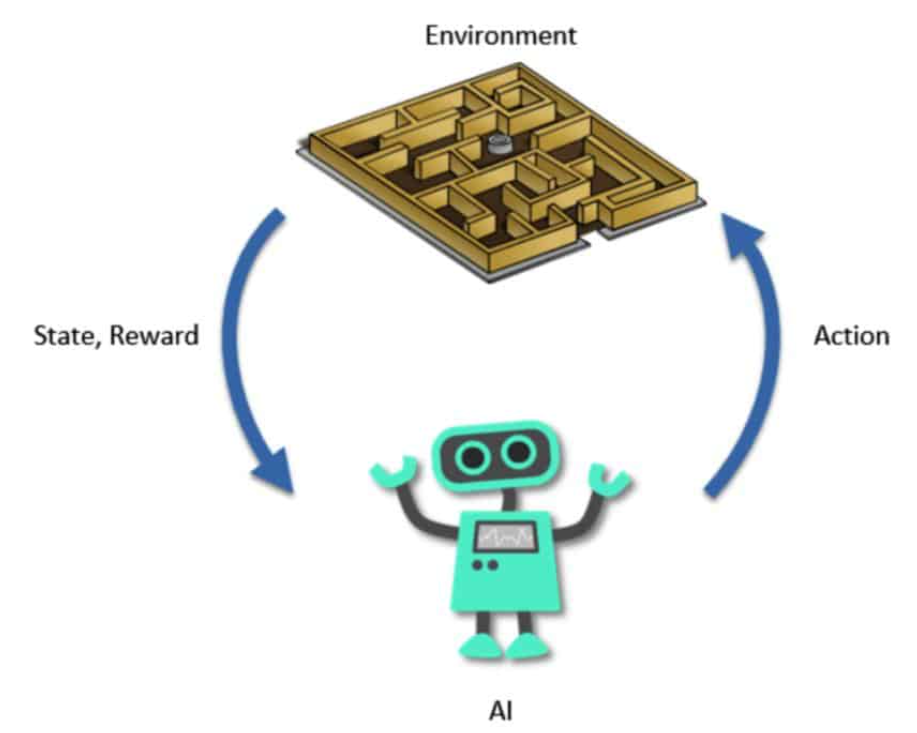 Environment
State, Reward
Action
AI